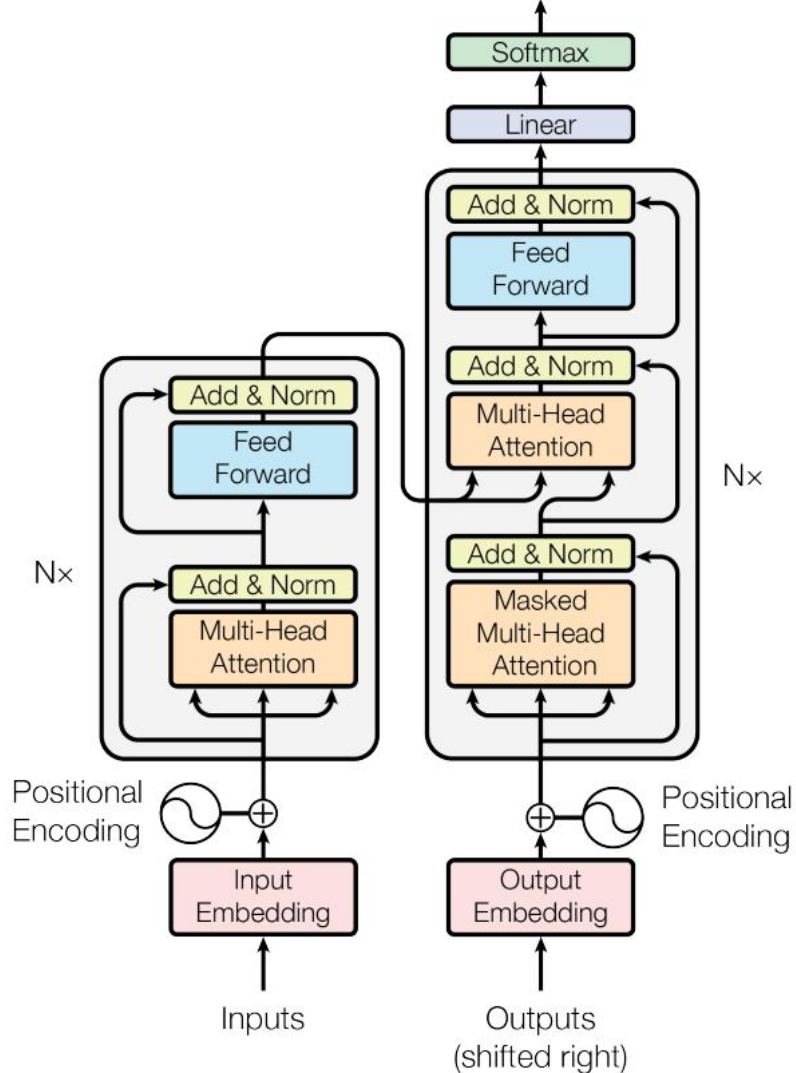 Softmax
Linear
Add & Norm
Feed
Forward
Add & Norm
Multi-Head
Attention
Add & Norm
Masked
Multi-Head
Attention
N×
Add & Norm
Feed
Forward
Add & Norm
Multi-Head
Attention
N×
Positional
Encoding
Positional
Encoding
Input
Embedding
Output
Embedding
Inputs
Outputs
(shifted right)